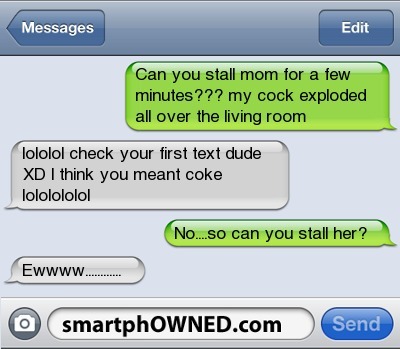 Messages
Edit
Can you stall mom for a few
minutes??? my cock exploded
all over the living room
lololol check your first text dude
XD I think you meant coke
lolololololol
No....so can you stall her?
Ewwww............
smartphOWNED.com
Send